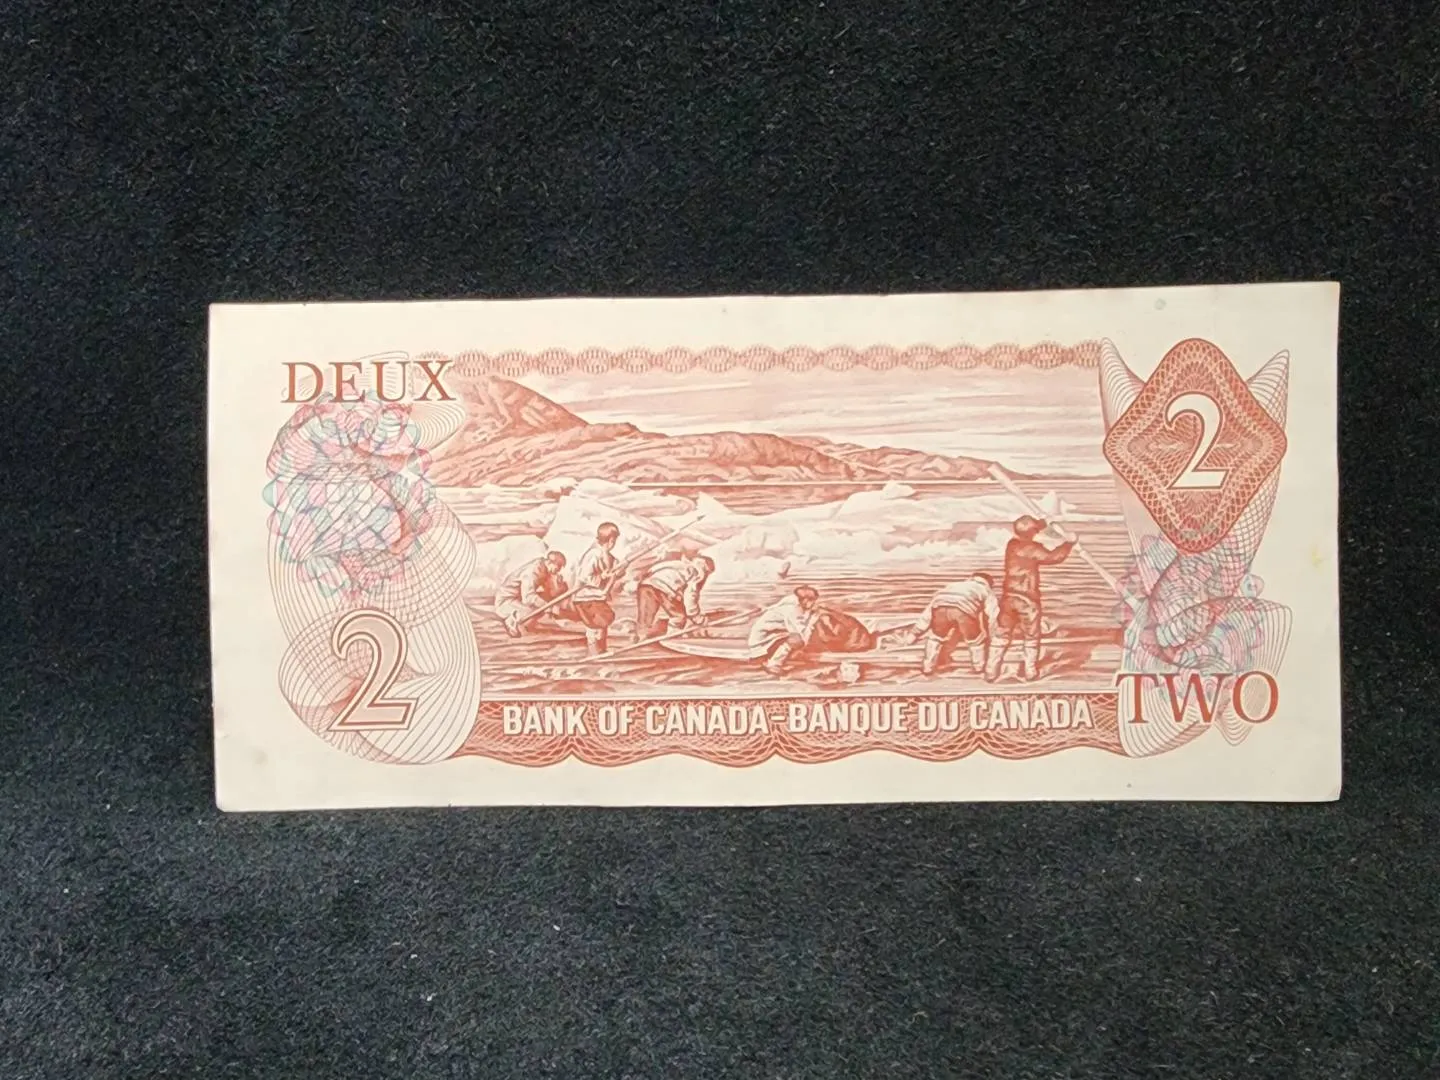 DEUX
2
2
TWO
BANK OF CANADA-BANQUE DU CANADA